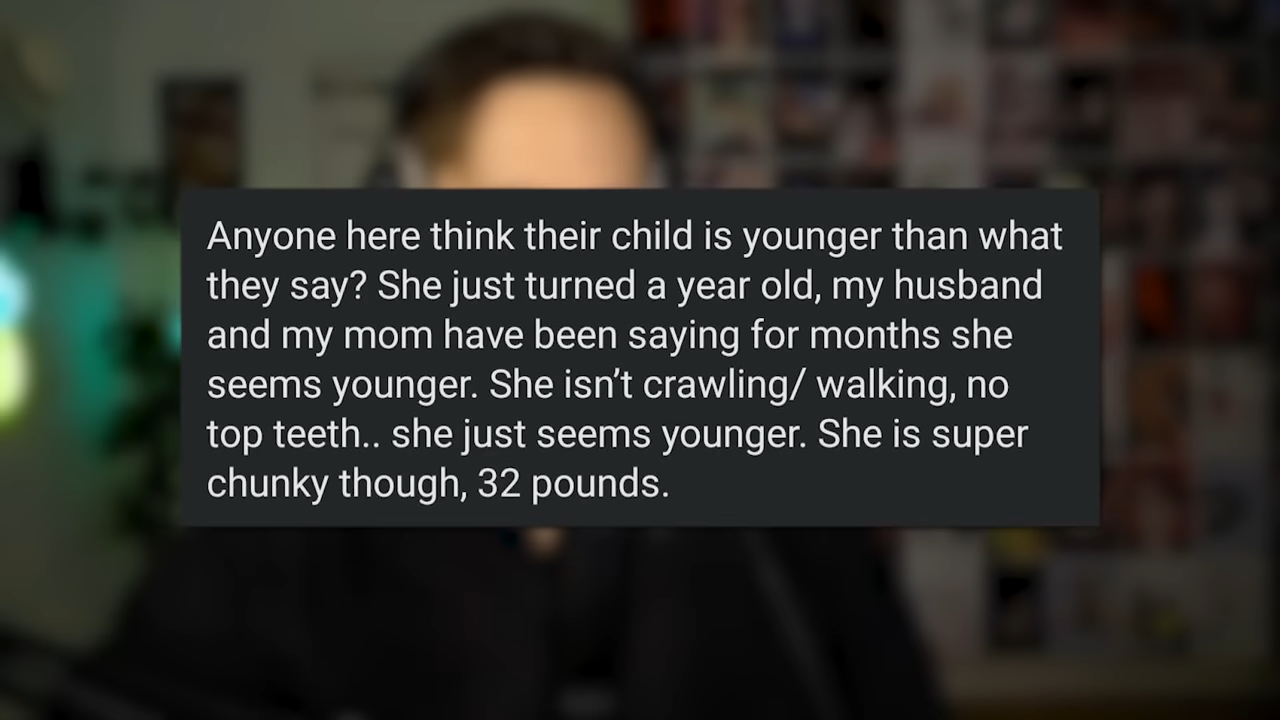 Anyone here think their child is younger than what
they say? She just turned a year old, my husband
and my mom have been saying for months she
seems younger. She isn’t crawling/ walking, no
top teeth.. she just seems younger. She is super
chunky though, 32 pounds.